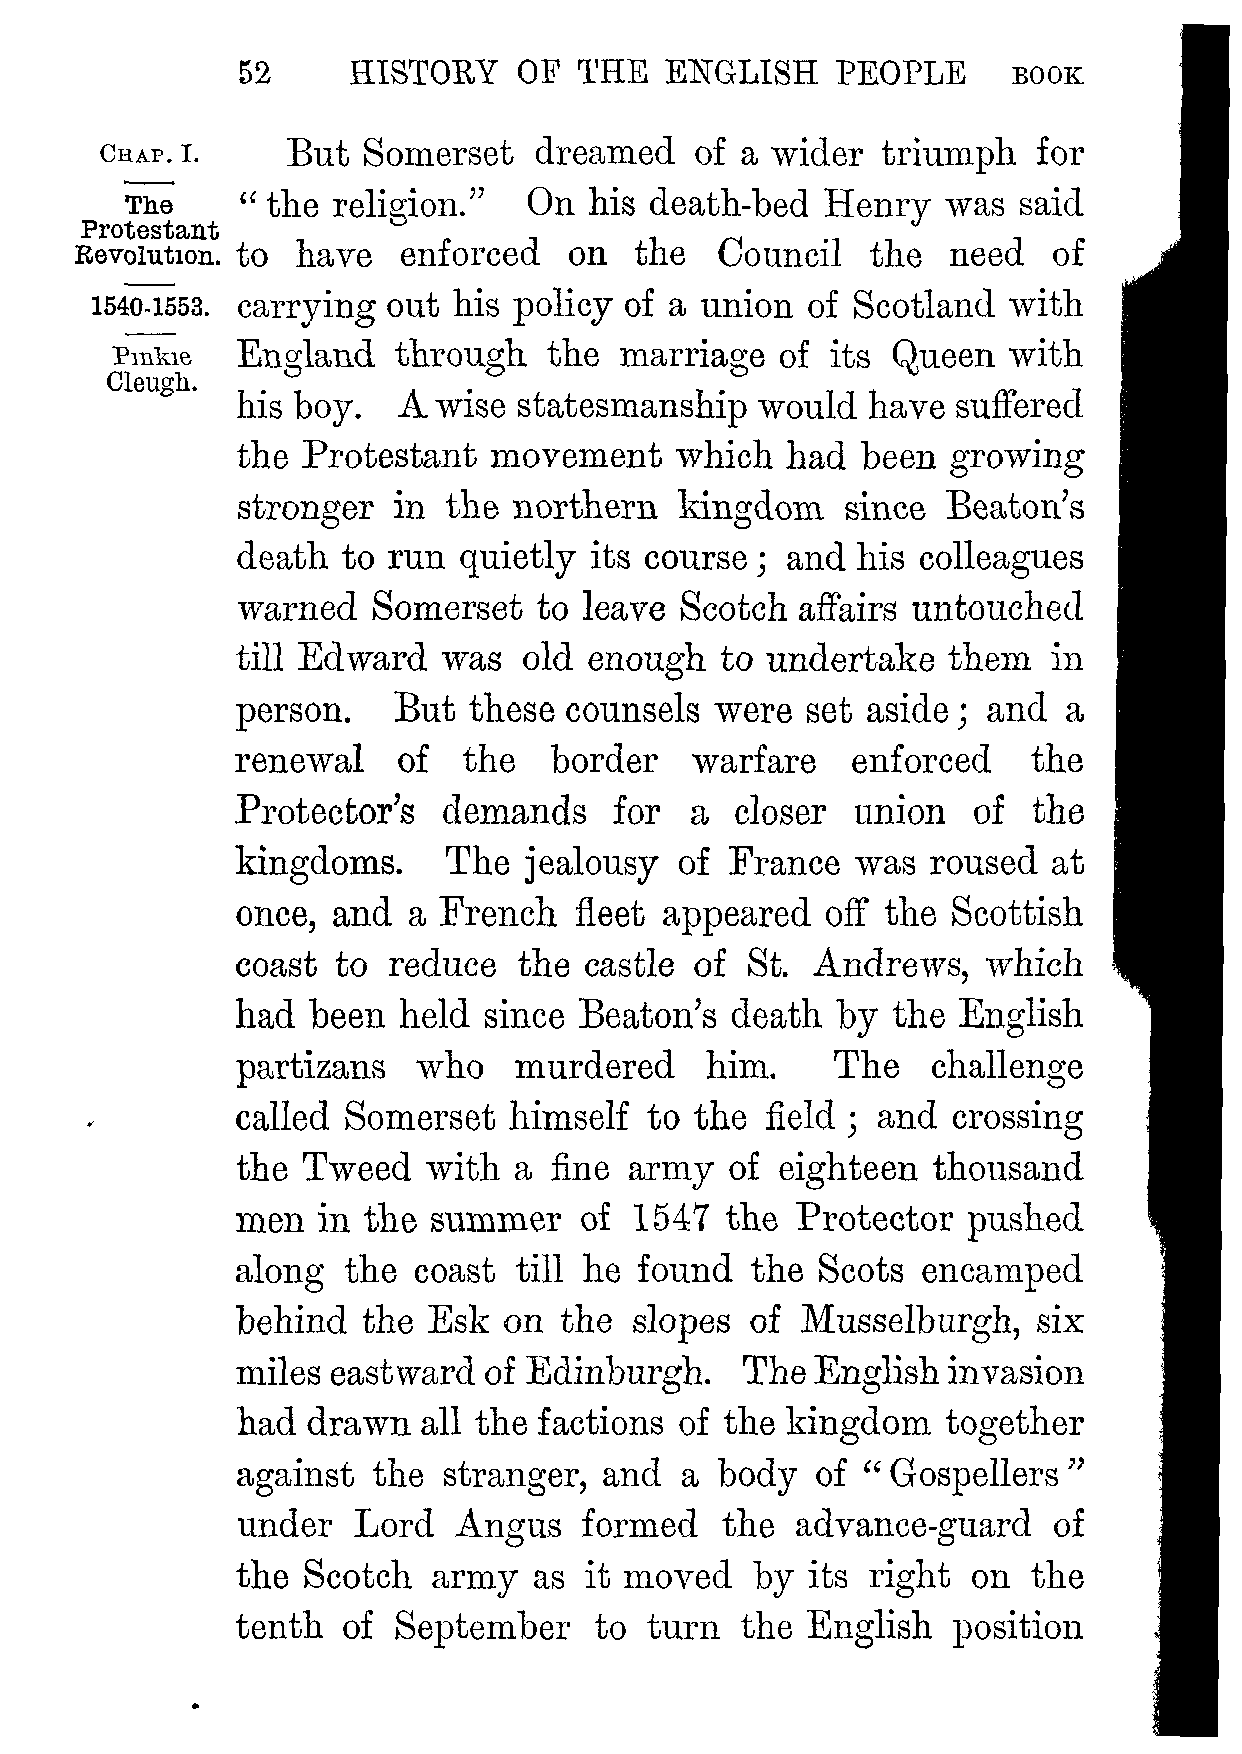 52 HISTORY OF THE ENGLISH PEOPLE BOOK
CHAP. I.
The
Protestant
Revolution.
1540-1553.
Pinkie
Cleugh.
But Somerset dreamed of a wider triumph for
“ the religion.” On his death-bed Henry was said
to have enforced on the Council the need of
carrying out his policy of a union of Scotland with
England through the marriage of its Queen with
his boy. A wise statesmanship would have suffered
the Protestant movement which had been growing
stronger in the northern kingdom since Beaton’s
death to run quietly its course ; and his colleagues
warned Somerset to leave Scotch affairs untouched
till Edward was old enough to undertake them in
person. But these counsels were set aside ; and a
renewal of the border warfare enforced the
Protector’s demands for a closer union of the
kingdoms. The jealousy of France was roused at
once, and a French fleet appeared off the Scottish
coast to reduce the castle of St. Andrews, which
had been held since Beaton’s death by the English
partizans who murdered him. The challenge
called Somerset himself to the field ; and crossing
the Tweed with a fine army of eighteen thousand
men in the summer of 1547 the Protector pushed
along the coast till he found the Scots encamped
behind the Esk on the slopes of Musselburgh, six
miles eastward of Edinburgh. The English invasion
had drawn all the factions of the kingdom together
against the stranger, and a body of “ Gospellers ”
under Lord Angus formed the advance-guard of
the Scotch army as it moved by its right on the
tenth of September to turn the English position